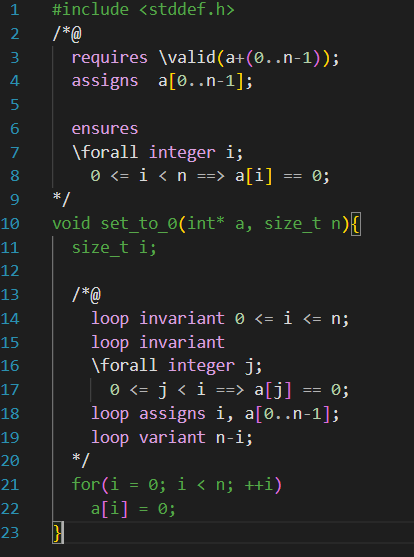 1 #include <stddef.h>
2 /*@
3   requires \valid(a+(0..n-1));
4   assigns  a[0..n-1];
5
6   ensures
7   \forall integer i;
8     0 <= i < n ==> a[i] == 0;
9 */
10 void set_to_0(int* a, size_t n){
11   size_t i;
12
13   /*@
14     loop invariant 0 <= i <= n;
15     loop invariant
16     \forall integer j;
17       0 <= j < i ==> a[j] == 0;
18     loop assigns i, a[0..n-1];
19     loop variant n-i;
20   */
21   for(i = 0; i < n; ++i)
22     a[i] = 0;
23 }